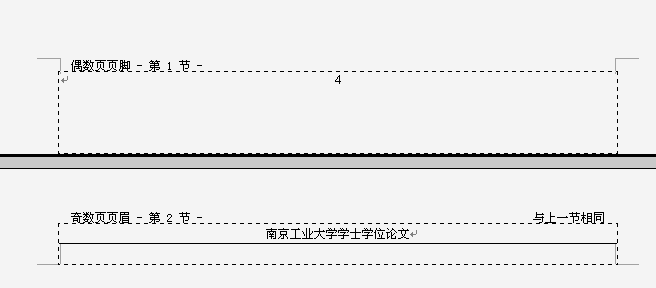 偶数页页脚 - 第 1 节 -
4
奇数页页眉 - 第 2 节 - 与上一节相同
南京工业大学学士学位论文